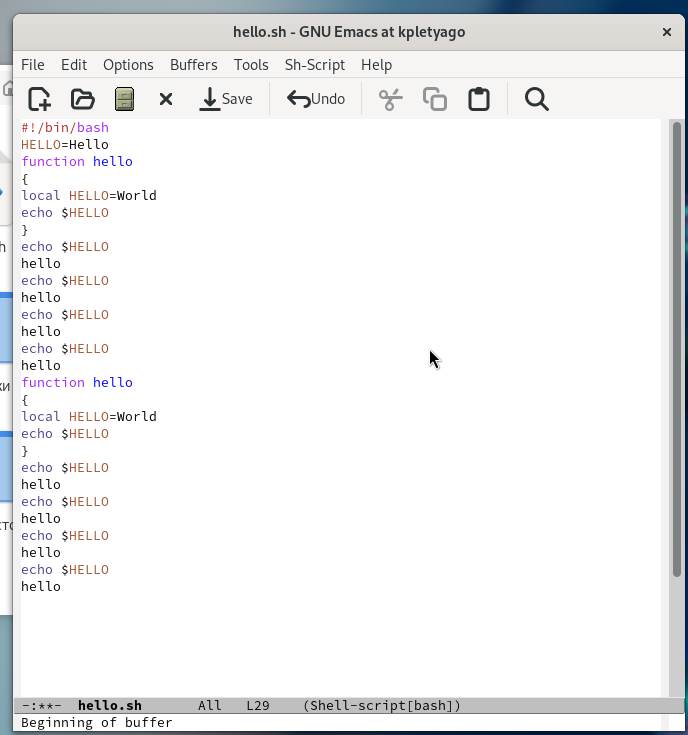 hello.sh - GNU Emacs at kpletyago
File Edit Options Buffers Tools Sh-Script Help
Save Undo
#!/bin/bash
HELLO=Hello
function hello
{
local HELLO=World
echo $HELLO
}
echo $HELLO
hello
echo $HELLO
hello
echo $HELLO
hello
echo $HELLO
hello
function hello
{
local HELLO=World
echo $HELLO
}
echo $HELLO
hello
echo $HELLO
hello
echo $HELLO
hello
echo $HELLO
hello
-:**- hello.sh All L29 (Shell-script[bash])
Beginning of buffer